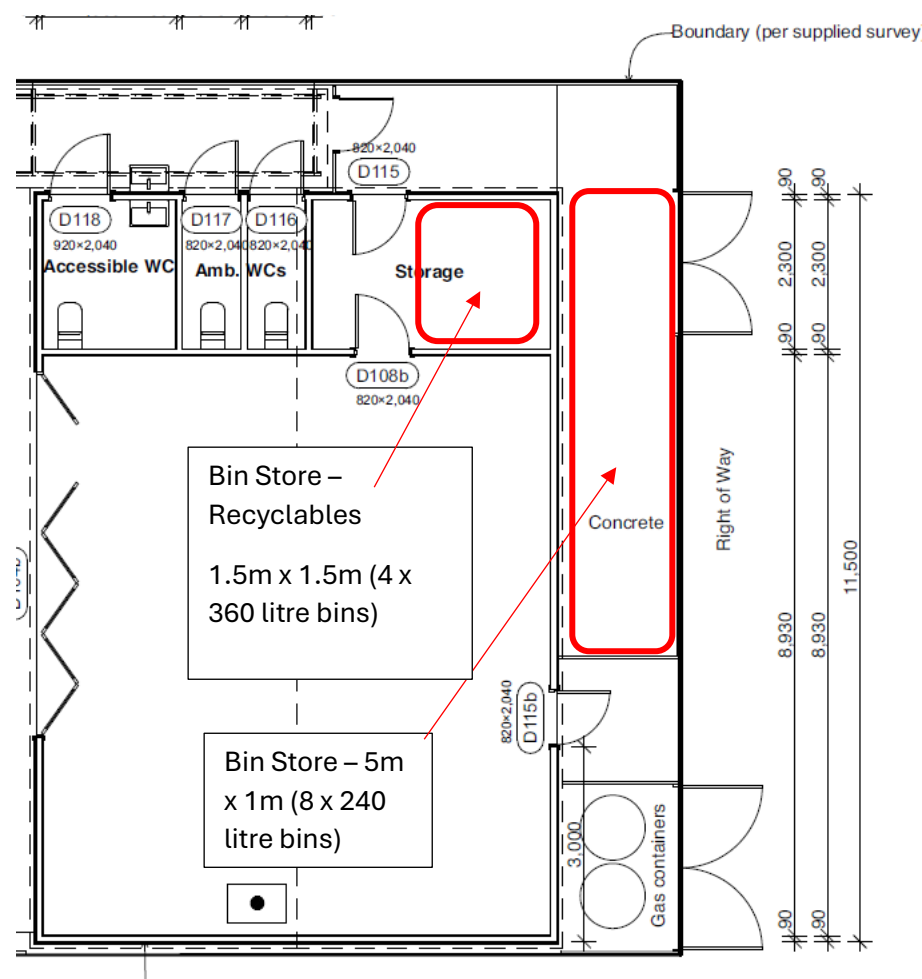 Boundary (per supplied survey)
820×2,040
D115
D118
D117
D116
920×2,040
820×2,040
820×2,040
Accessible WC
Amb. WCs
Storage
90
90
2,300
2,300
90
90
D108b
820×2,040
Bin Store –
Recyclables
1.5m x 1.5m (4 x
360 litre bins)
Concrete
Right of Way
11,500
8,930
8,930
820×2,040
D115b
Bin Store – 5m
x 1m (8 x 240
litre bins)
3,000
Gas containers
90
90